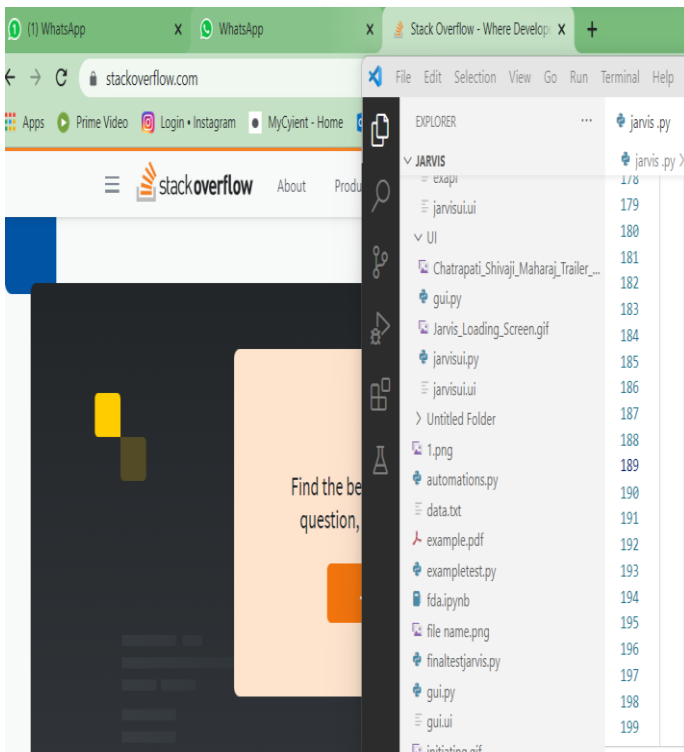 (1) WhatsApp
WhatsApp
Stack Overflow - Where Develop
stackoverflow.com
Apps
Prime Video
Login • Instagram
MyCyient - Home
stackoverflow
About
Produ
Find the be
question,
File Edit Selection View Go Run Terminal Help
EXPLORER
...
JARVIS
exapi
jarvisui.ui
UI
Chatrapati_Shivaji_Maharaj_Trailer_...
gui.py
Jarvis_Loading_Screen.gif
jarvisui.py
jarvisui.ui
Untitled Folder
1.png
automations.py
data.txt
example.pdf
exampletest.py
fda.ipynb
file name.png
finaltestjarvis.py
gui.py
gui.ui
initiating.gif
jarvis .py
jarvis .py >
178
179
180
181
182
183
184
185
186
187
188
189
190
191
192
193
194
195
196
197
198
199